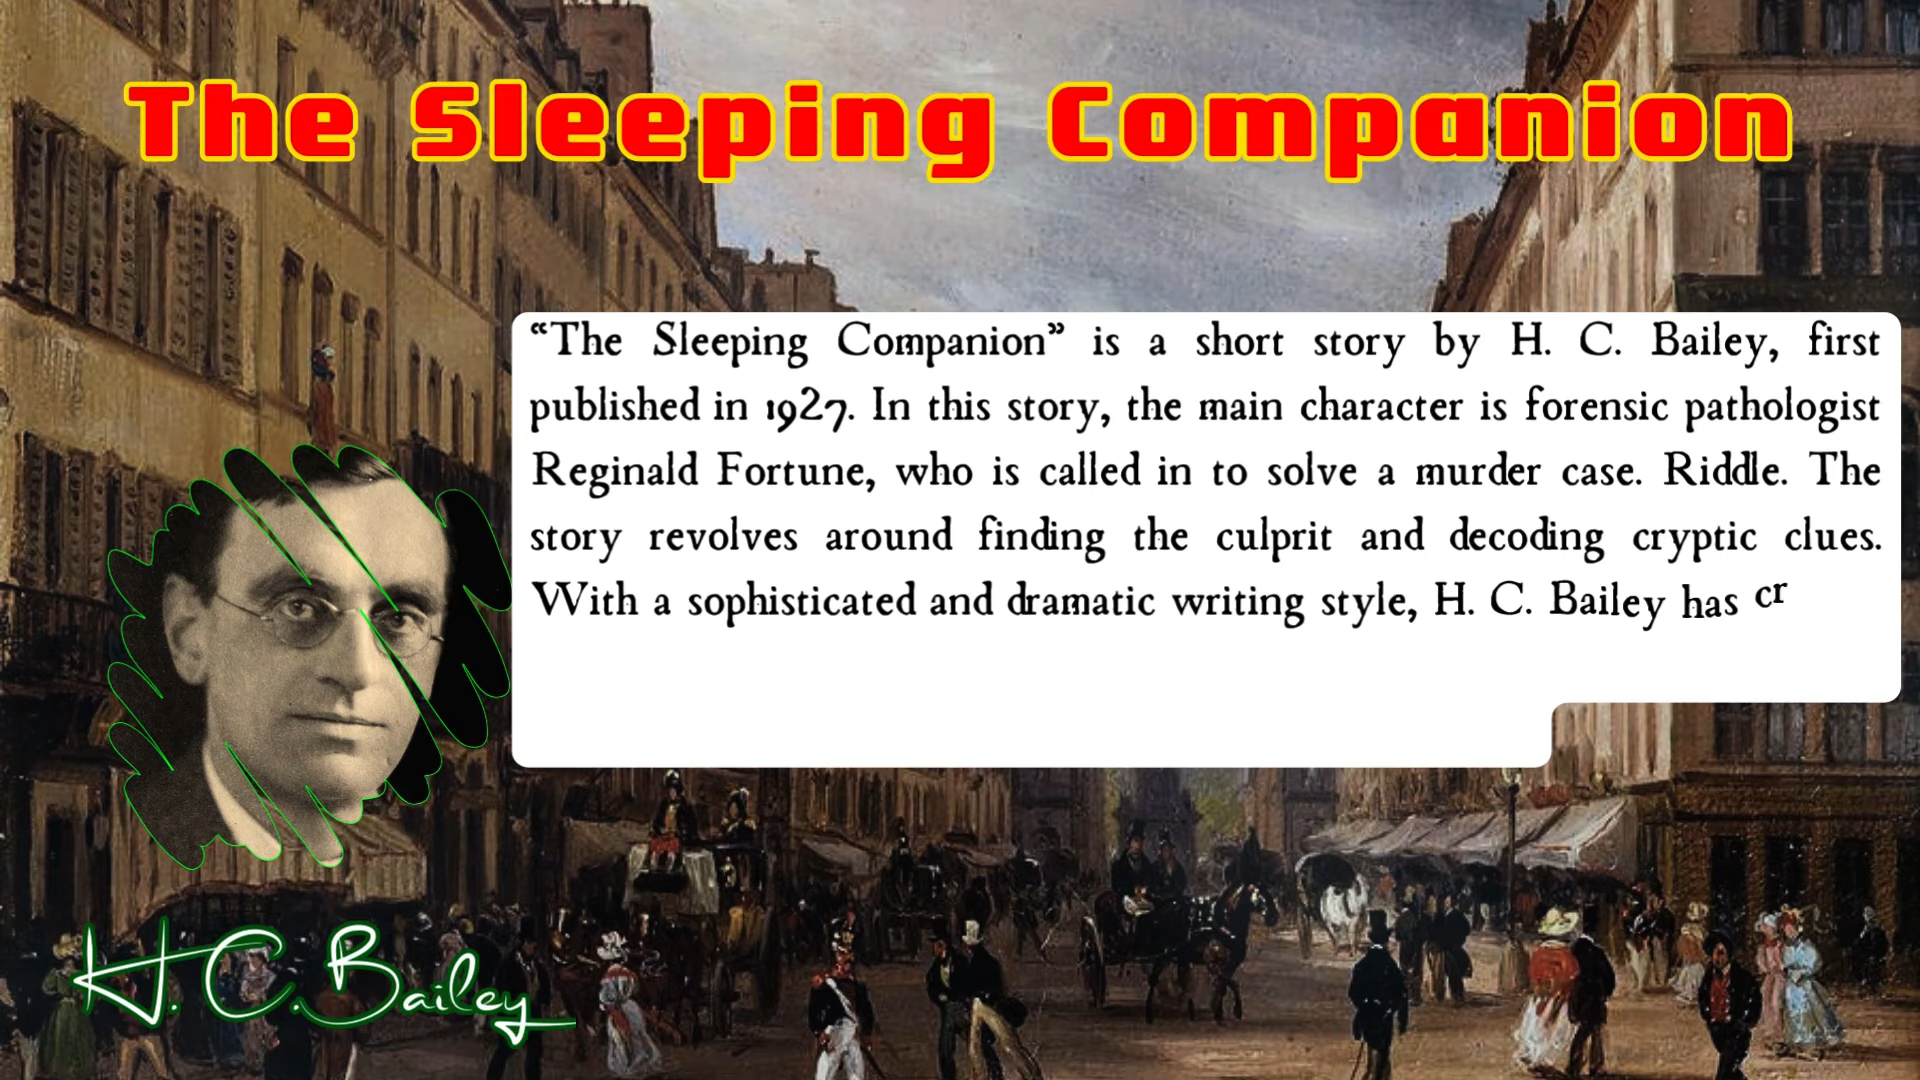 The Sleeping Companion
“The Sleeping Companion” is a short story by H. C. Bailey, first
published in 1927. In this story, the main character is forensic pathologist
Reginald Fortune, who is called in to solve a murder case. Riddle. The
story revolves around finding the culprit and decoding cryptic clues.
With a sophisticated and dramatic writing style, H. C. Bailey has cr
H. C. Bailey